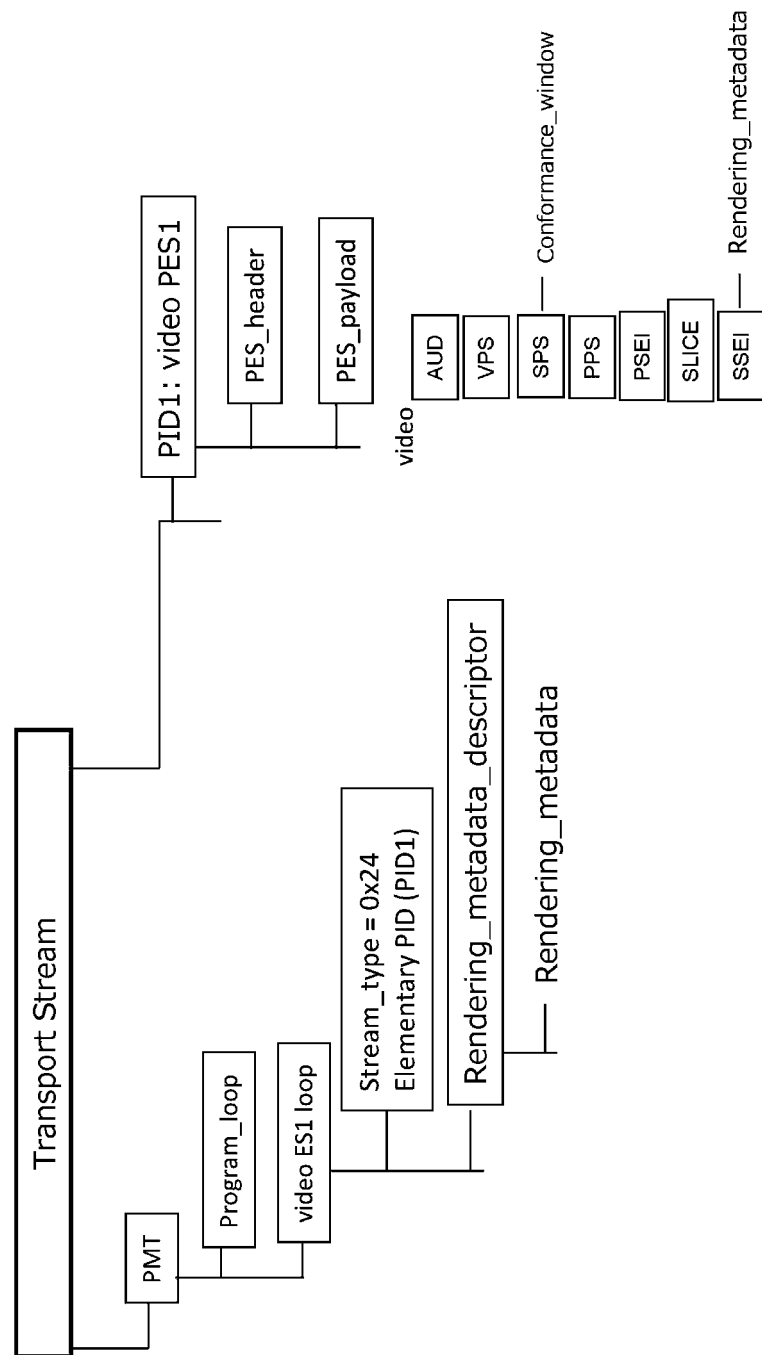 Transport Stream
PMT
Program_loop
video ES1 loop
Stream_type = 0x24
Elementary PID (PID1)
Rendering_metadata_descriptor
Rendering_metadata
PID1: video PES1
PES_header
PES_payload
video
AUD
VPS
SPS
Conformance_window
PPS
PSEI
SLICE
SSEI
Rendering_metadata